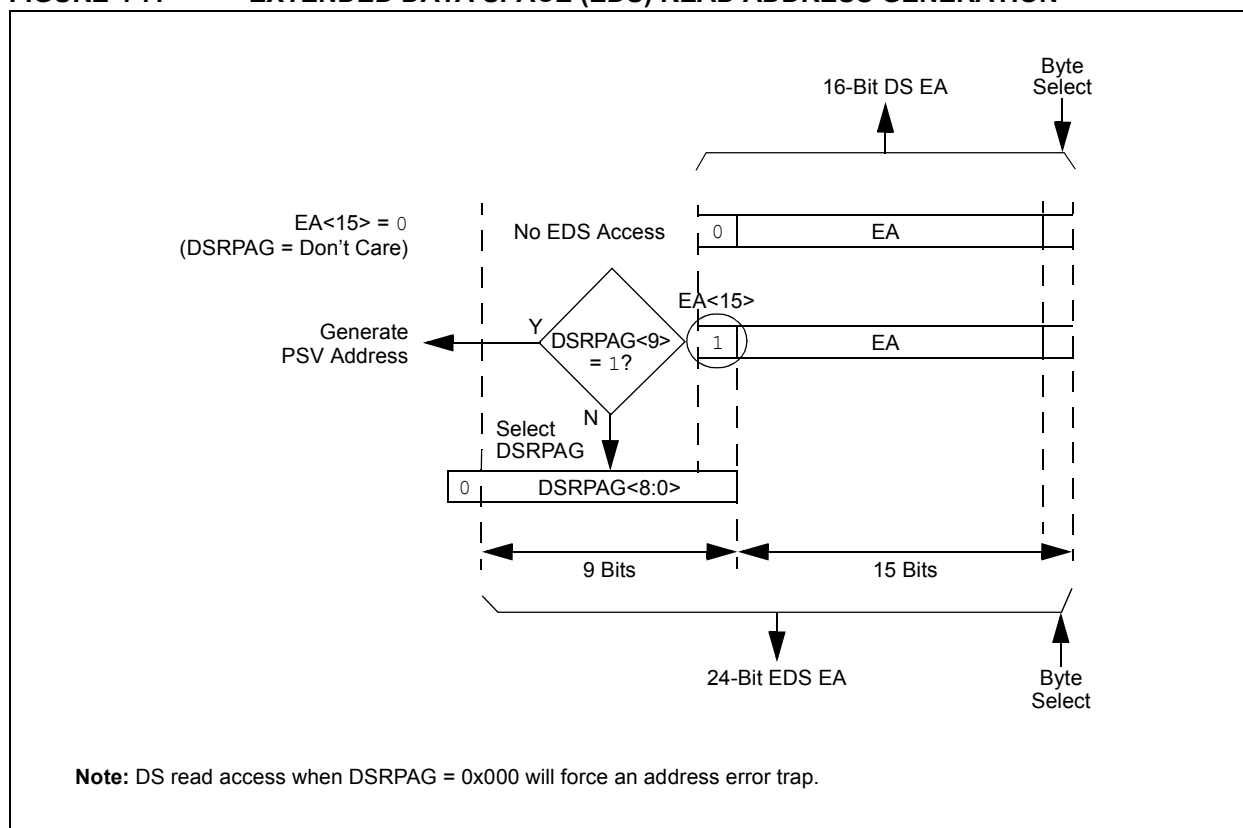 EXTENDED DATA SPACE (EDS) READ ADDRESS GENERATION
16-Bit DS EA
Byte
Select
EA<15> = 0
(DSRPAG = Don't Care)
No EDS Access
0
EA
EA<15>
Generate
PSV Address
Y
DSRPAG<9>
= 1?
1
EA
N
Select
DSRPAG
0
DSRPAG<8:0>
9 Bits
15 Bits
24-Bit EDS EA
Byte
Select
Note: DS read access when DSRPAG = 0x000 will force an address error trap.